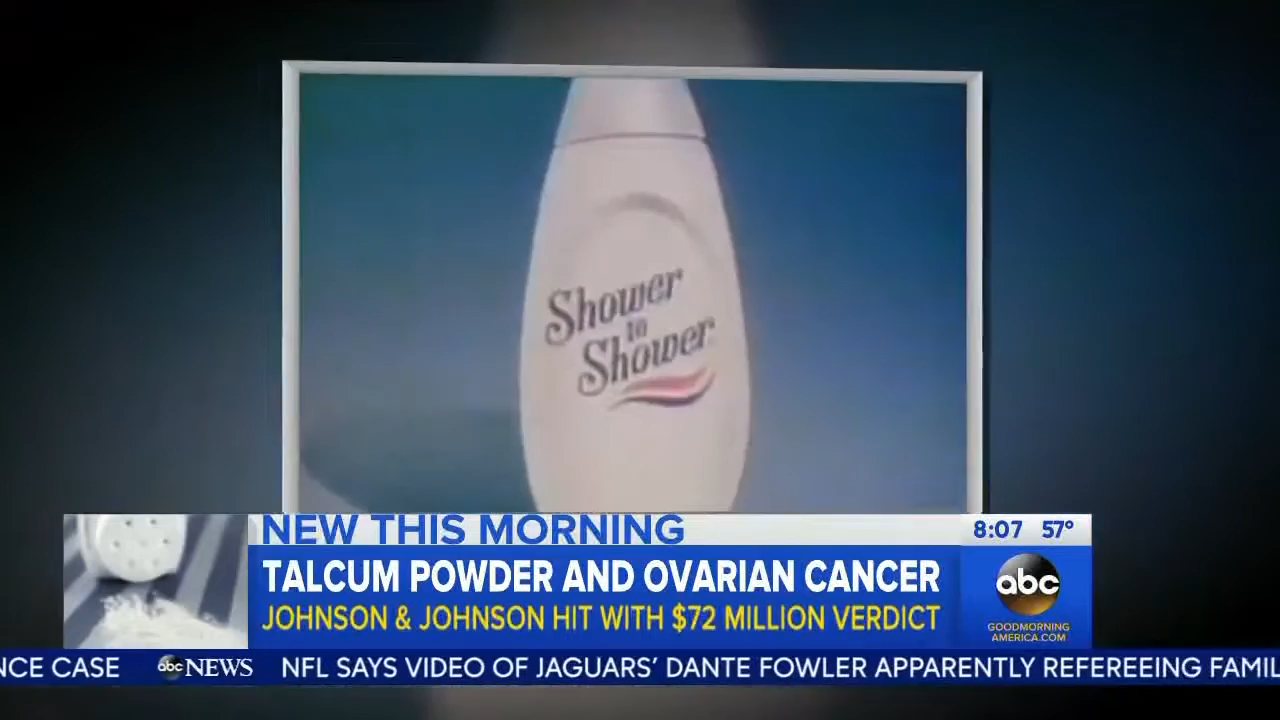 Shower
to
Shower
NEW THIS MORNING
8:07 57°
TALCUM POWDER AND OVARIAN CANCER
JOHNSON & JOHNSON HIT WITH $72 MILLION VERDICT
abc
GOODMORNING
AMERICA.COM
NCE CASE abc NEWS NFL SAYS VIDEO OF JAGUARS' DANTE FOWLER APPARENTLY REFEREEING FAMIL